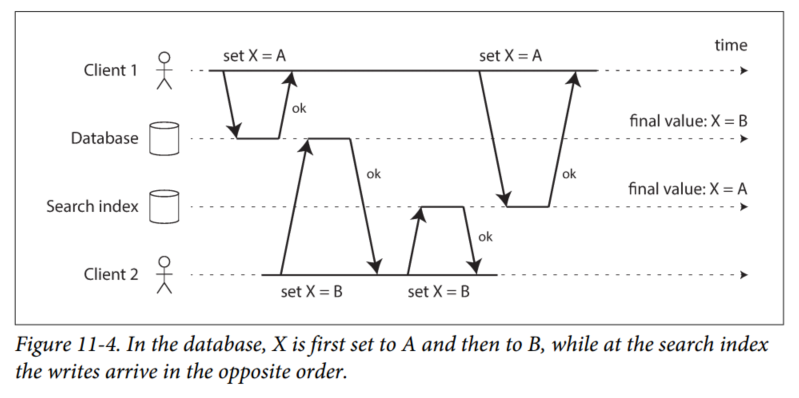 set X = A
set X = A
time
Client 1
ok
final value: X = B
Database
ok
ok
final value: X = A
Search index
ok
Client 2
set X = B
set X = B
Figure 11-4. In the database, X is first set to A and then to B, while at the search index
the writes arrive in the opposite order.